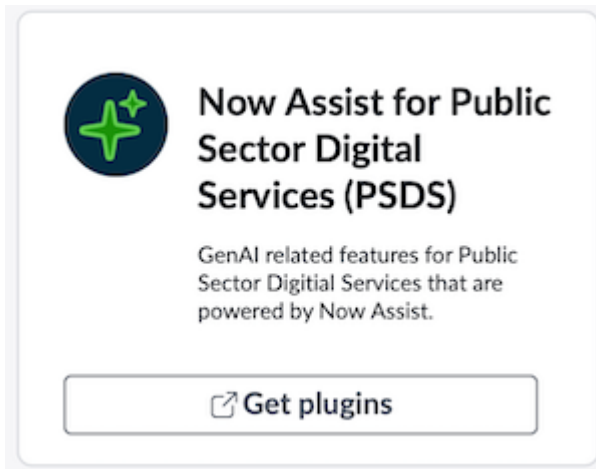 Now Assist for Public
Sector Digital
Services (PSDS)
GenAI related features for Public
Sector Digitial Services that are
powered by Now Assist.
Get plugins